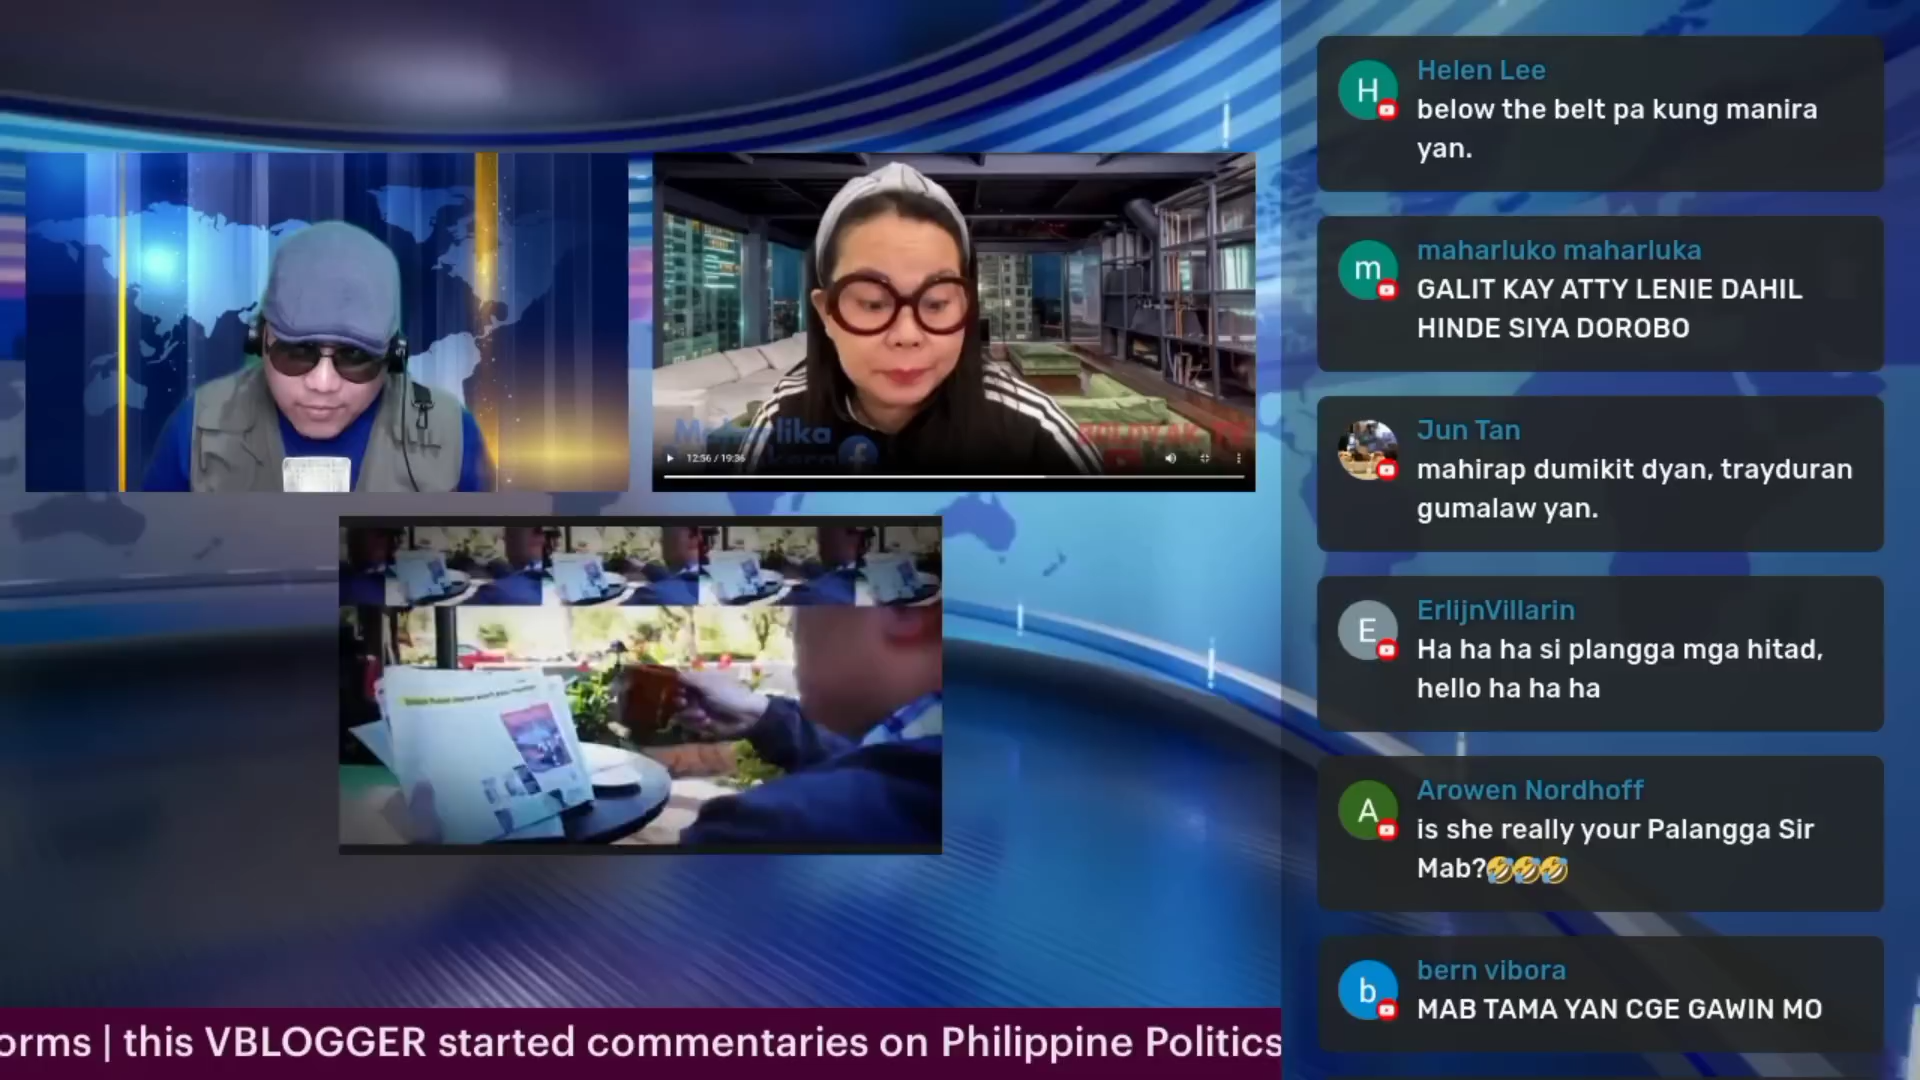 Helen Lee
below the belt pa kung manira
yan.
maharluko maharluka
GALIT KAY ATTY LENIE DAHIL
HINDE SIYA DOROBO
Jun Tan
mahirap dumikit dyan, trayduran
gumalaw yan.
ErlijnVillarin
Ha ha ha si plangga mga hitad,
hello ha ha ha
Arowen Nordhoff
is she really your Palangga Sir
Mab?🤣🤣🤣
bern vibora
MAB TAMA YAN CGE GAWIN MO
12:56 / 19:36
orms | this VBLOGGER started commentaries on Philippine Politics